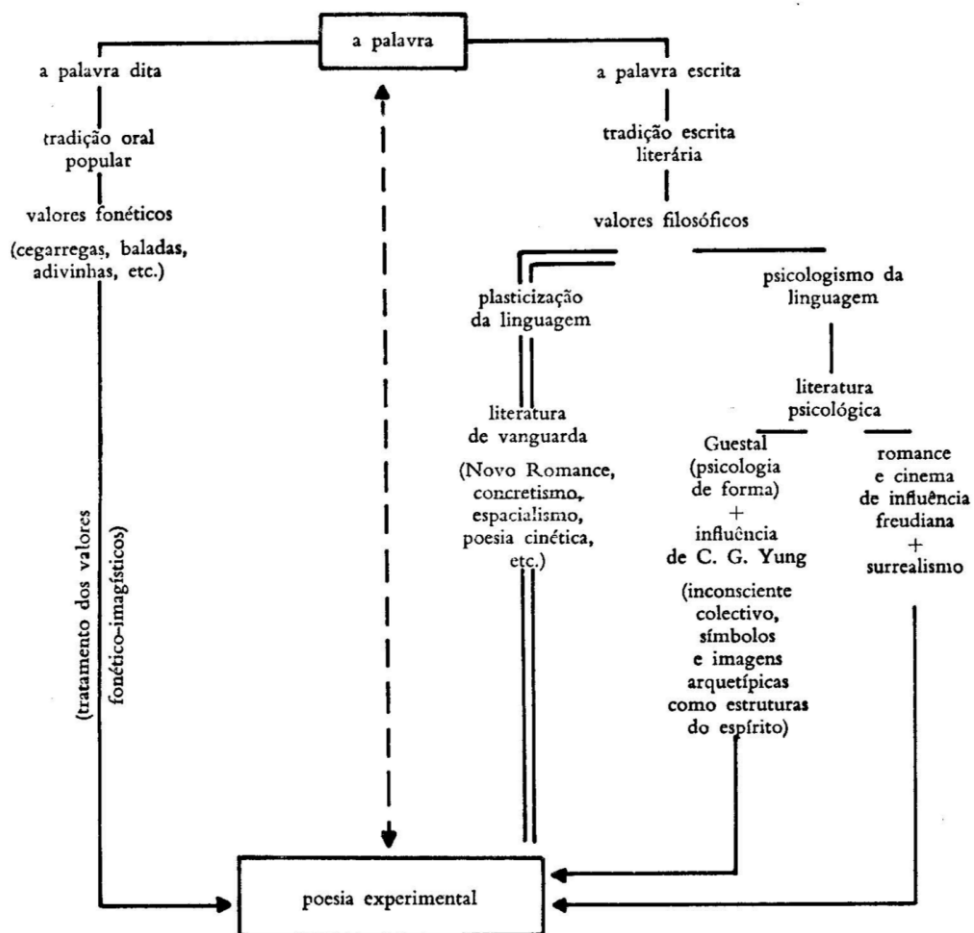 a palavra
a palavra dita
tradição oral
popular
valores fonéticos
(cegarregas, baladas,
adivinhas, etc.)
(tratamento dos valores
fonético-imagísticos)
a palavra escrita
tradição escrita
literária
valores filosóficos
plasticização
da linguagem
literatura
de vanguarda
(Novo Romance,
concretismo,
espacialismo,
poesia cinética,
etc.)
psicologismo da
linguagem
literatura
psicológica
Guestal
(psicologia
de forma)
+
influência
de C. G. Yung
(inconsciente
colectivo,
símbolos
e imagens
arquetípicas
como estruturas
do espírito)
romance
e cinema
de influência
freudiana
+
surrealismo
poesia experimental